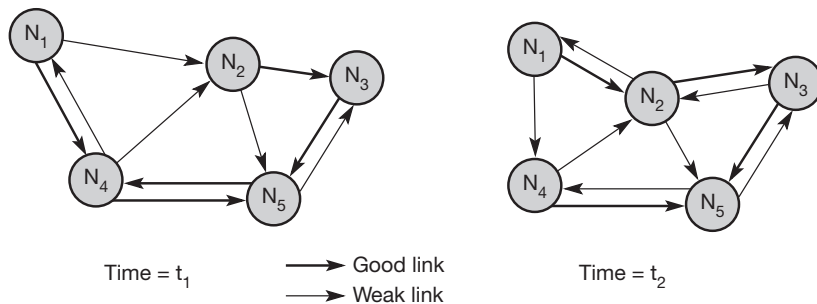 N₁
N₂
N₃
N₄
N₅
Time = t₁
N₁
N₂
N₃
N₄
N₅
Time = t₂
Good link
Weak link